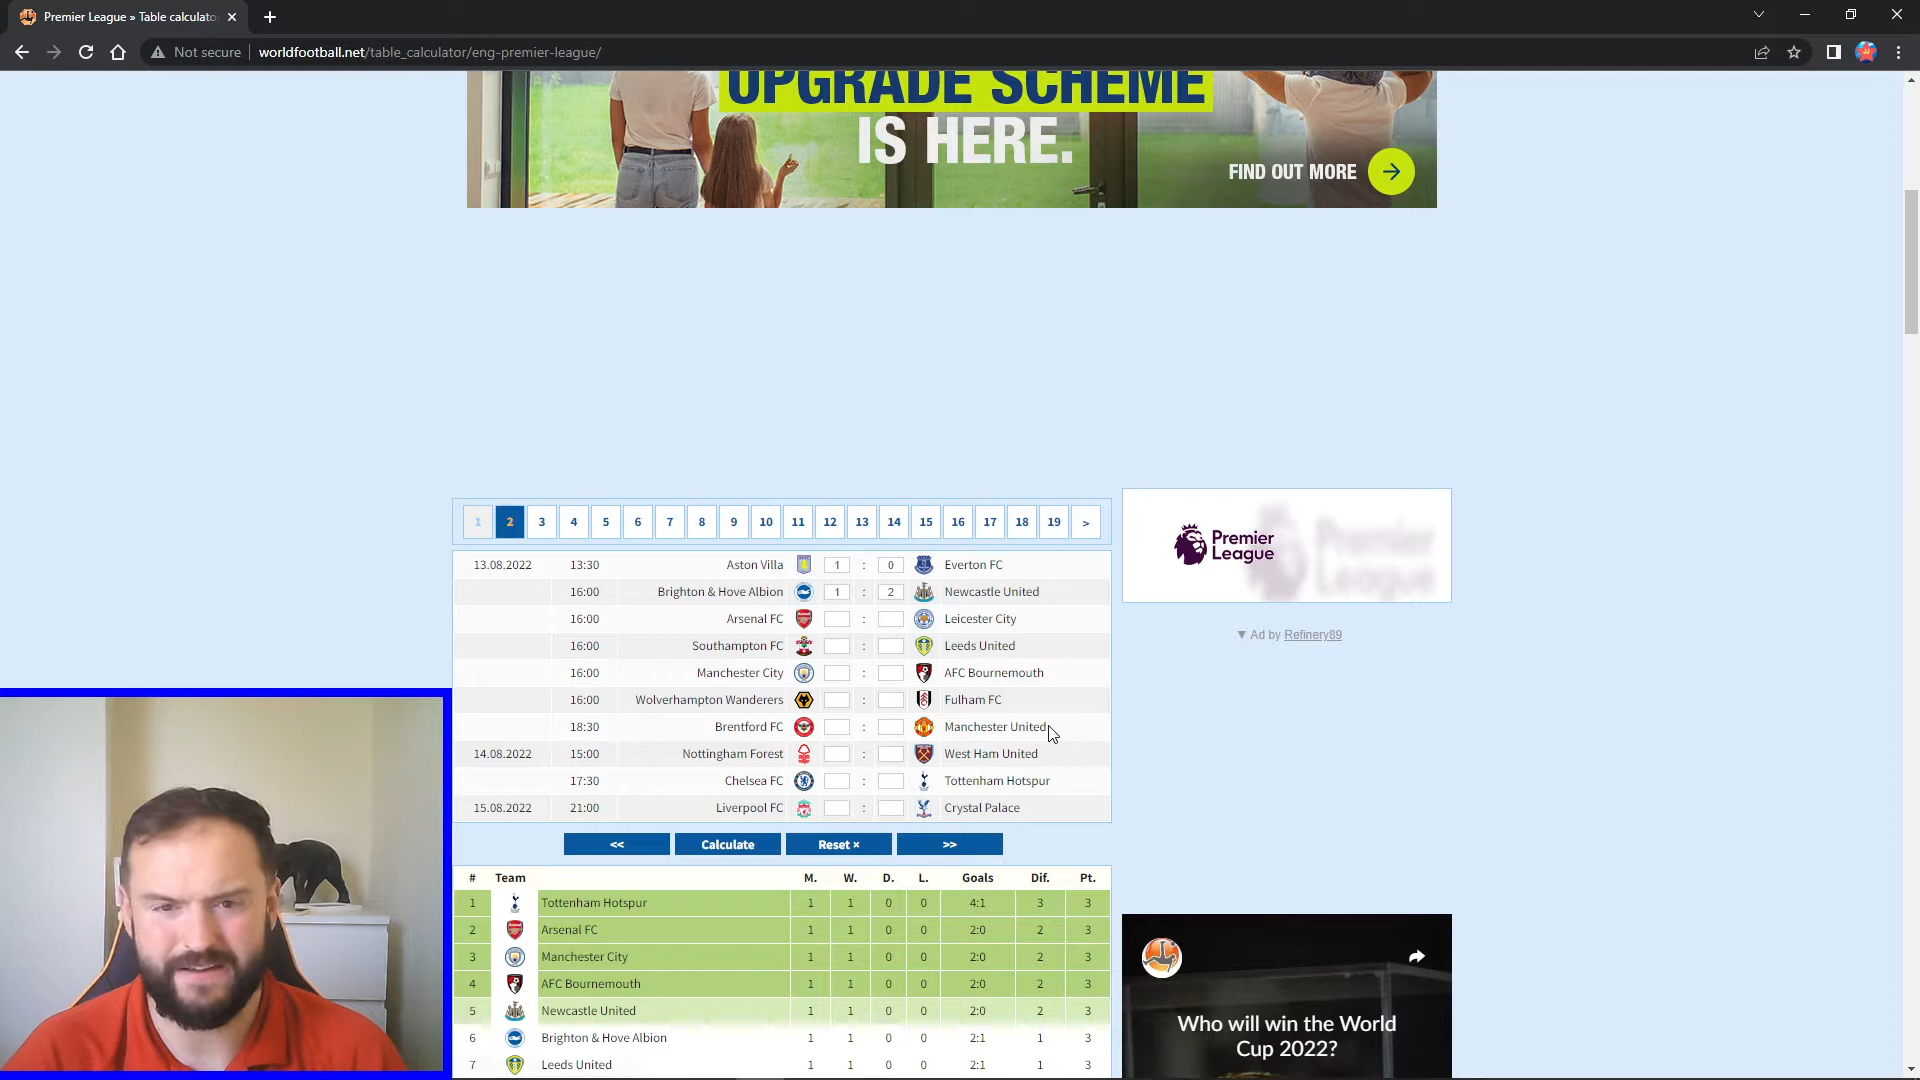 Premier League » Table calculato
Not secure
worldfootball.net/table_calculator/eng-premier-league/
UPGRADE SCHEME
IS HERE.
FIND OUT MORE
1 2 3 4 5 6 7 8 9 10 11 12 13 14 15 16 17 18 19 >
13.08.2022 13:30 Aston Villa 1 : 0 Everton FC
16:00 Brighton & Hove Albion 1 : 2 Newcastle United
16:00 Arsenal FC : Leicester City
16:00 Southampton FC : Leeds United
16:00 Manchester City : AFC Bournemouth
16:00 Wolverhampton Wanderers : Fulham FC
18:30 Brentford FC : Manchester United
14.08.2022 15:00 Nottingham Forest : West Ham United
17:30 Chelsea FC : Tottenham Hotspur
15.08.2022 21:00 Liverpool FC : Crystal Palace
<< Calculate Reset × >>
# Team M. W. D. L. Goals Dif. Pt.
1 Tottenham Hotspur 1 1 0 0 4:1 3 3
2 Arsenal FC 1 1 0 0 2:0 2 3
3 Manchester City 1 1 0 0 2:0 2 3
4 AFC Bournemouth 1 1 0 0 2:0 2 3
5 Newcastle United 1 1 0 0 2:0 2 3
6 Brighton & Hove Albion 1 1 0 0 2:1 1 3
7 Leeds United 1 1 0 0 2:1 1 3
Premier
League
Premier
League
▼ Ad by Refinery89
Who will win the World
Cup 2022?